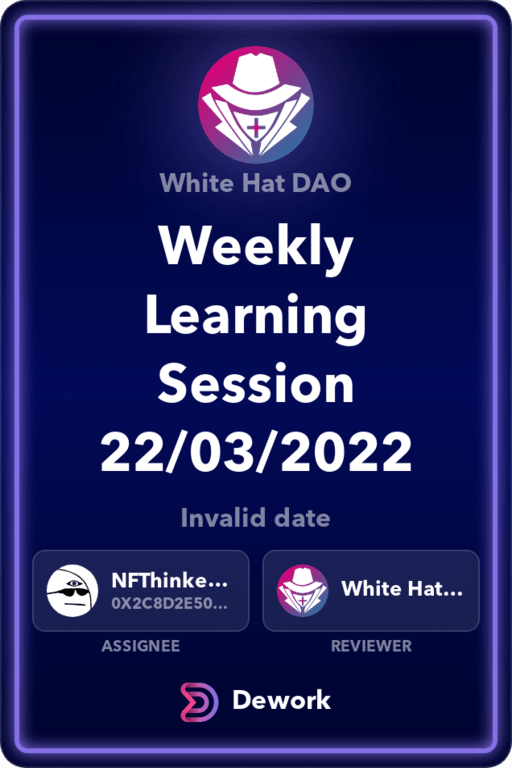 White Hat DAO
Weekly
Learning
Session
22/03/2022
Invalid date
NFThinke...
0X2C8D2E50...
White Hat...
ASSIGNEE
REVIEWER
Dework